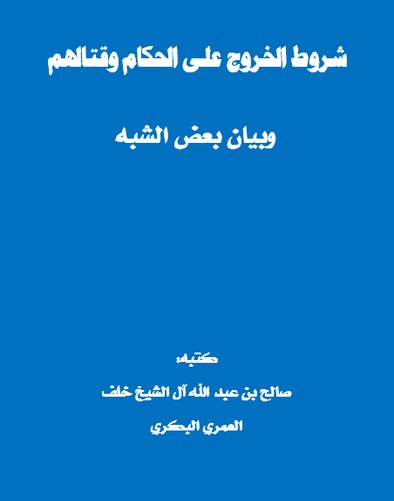 شروط الخروج على الحكام وقتالهم
وبيان بعض الشبه
كتبه:
صالح بن عبد الله آل الشيخ خلف
العمري البكري